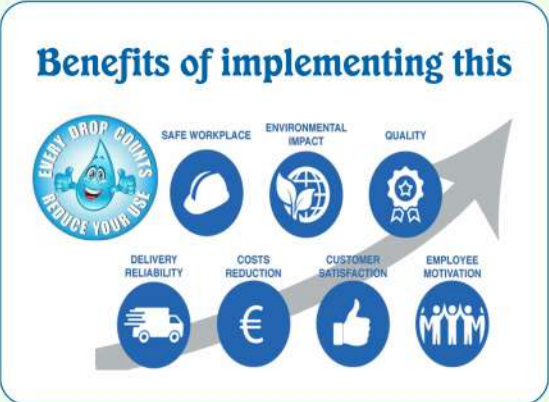 Benefits of implementing this
EVERY DROP COUNTS
REDUCE YOUR USE
SAFE WORKPLACE
ENVIRONMENTAL
IMPACT
QUALITY
DELIVERY
RELIABILITY
COSTS
REDUCTION
€
CUSTOMER
SATISFACTION
EMPLOYEE
MOTIVATION